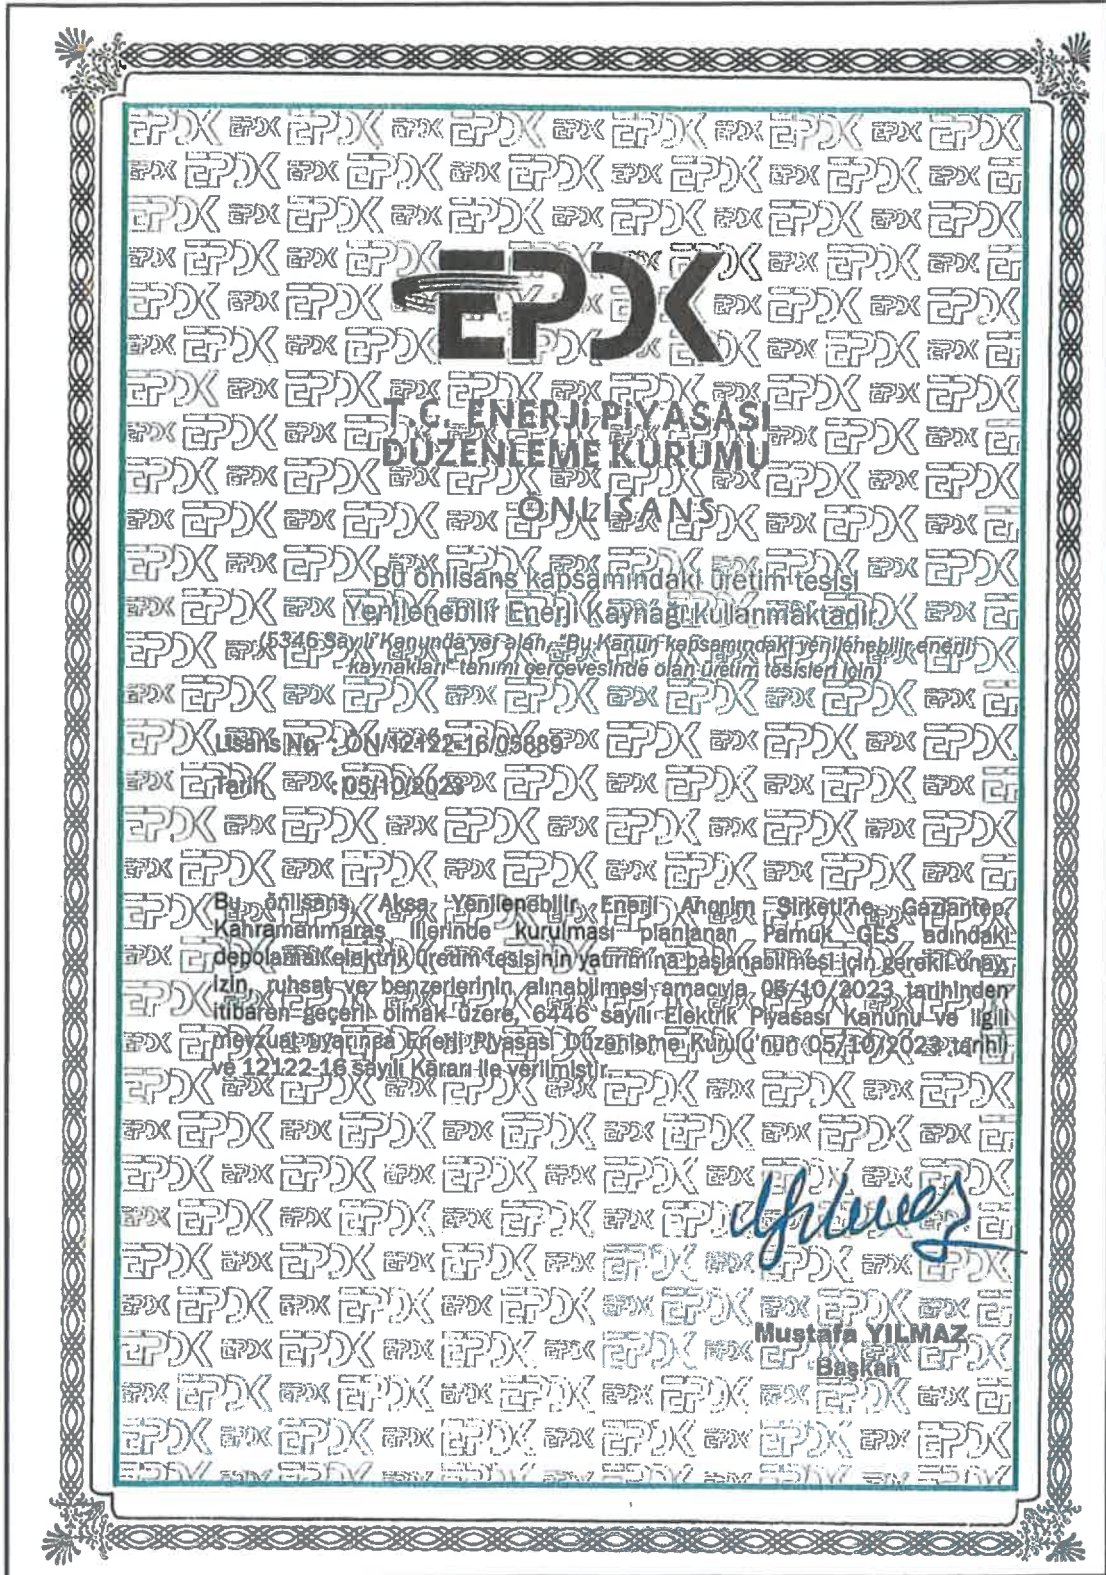 EPDK
T.C. ENERJİ PİYASASI
DÜZENLEME KURUMU
ÖNLİSANS
Bu önlisans kapsamındaki üretim tesisi
Yenilenebilir Enerji Kaynağı kullanmaktadır.
(5346 Sayılı Kanunda yer alan "Bu Kanun kapsamındaki yenilenebilir enerji
kaynakları" tanımı çerçevesinde olan üretim tesisleri için)
Lisans No : ÖN/12122-16/05889
Tarih : 05/10/2023
Bu önlisans, Aksa Yenilenebilir Enerji Anonim Şirketi'ne, Gaziantep,
Kahramanmaraş illerinde kurulması planlanan Pamuk GES adındaki
depolamalı elektrik üretim tesisinin yatırımına başlanabilmesi için gerekli onay,
izin, ruhsat ve benzerlerinin alınabilmesi amacıyla 05/10/2023 tarihinden
itibaren geçerli olmak üzere, 6446 sayılı Elektrik Piyasası Kanunu ve ilgili
mevzuat uyarınca Enerji Piyasası Düzenleme Kurulu'nun 05/10/2023 tarihli
ve 12122-16 sayılı Kararı ile verilmiştir.
Mustafa YILMAZ
Başkan